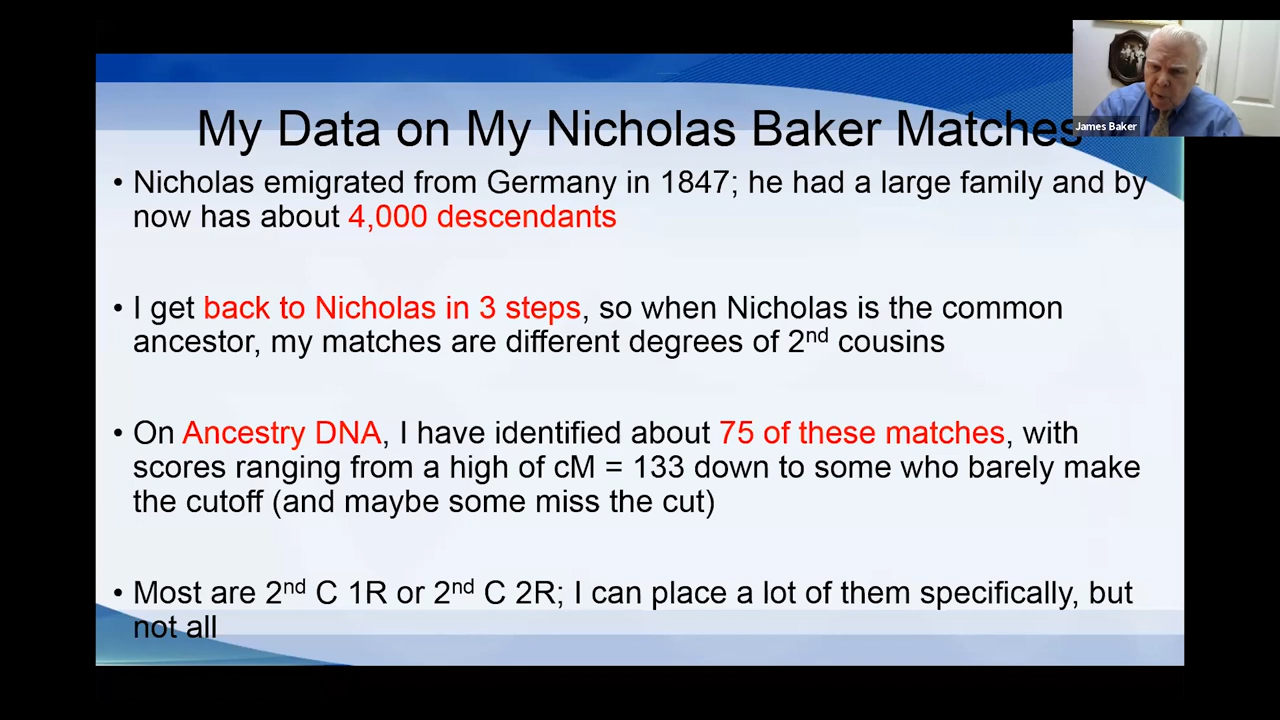 My Data on My Nicholas Baker Matches
James Baker
• Nicholas emigrated from Germany in 1847; he had a large family and by
now has about 4,000 descendants
• I get back to Nicholas in 3 steps, so when Nicholas is the common
ancestor, my matches are different degrees of 2nd cousins
• On Ancestry DNA, I have identified about 75 of these matches, with
scores ranging from a high of cM = 133 down to some who barely make
the cutoff (and maybe some miss the cut)
• Most are 2nd C 1R or 2nd C 2R; I can place a lot of them specifically, but
not all